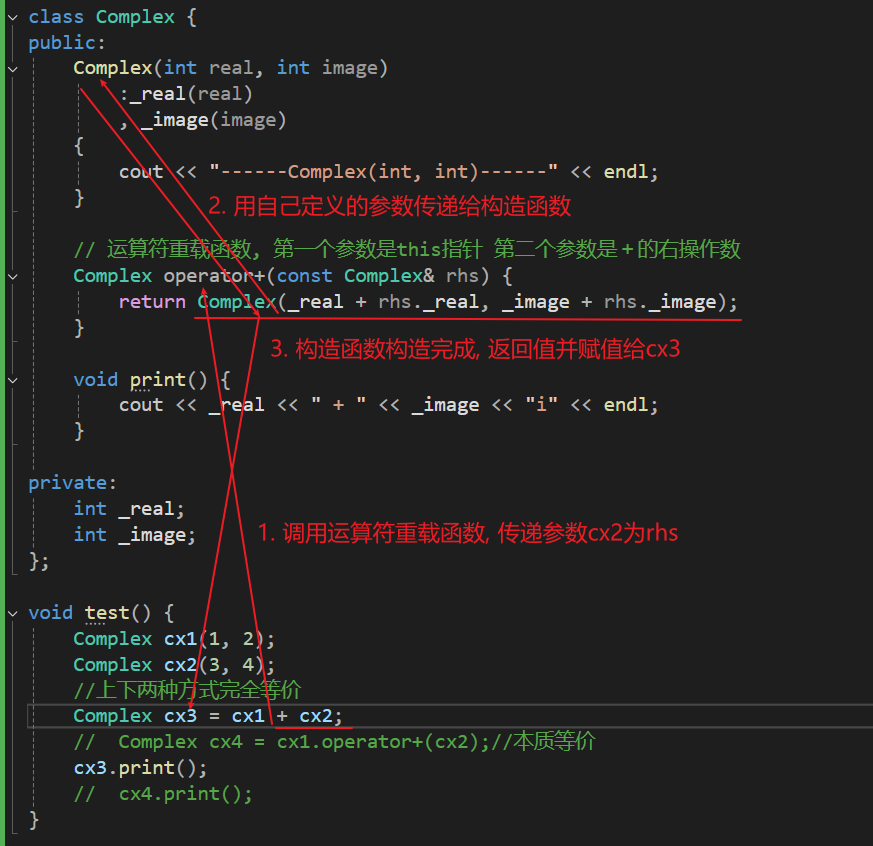 class Complex {
public:
Complex(int real, int image)
:_real(real)
, _image(image)
{
cout << "------Complex(int, int)------" << endl;
}
2. 用自己定义的参数传递给构造函数
// 运算符重载函数, 第一个参数是this指针 第二个参数是＋的右操作数
Complex operator+(const Complex& rhs) {
return Complex(_real + rhs._real, _image + rhs._image);
}
3. 构造函数构造完成, 返回值并赋值给cx3
void print() {
cout << _real << " + " << _image << "i" << endl;
}
private:
int _real;
int _image;
1. 调用运算符重载函数, 传递参数cx2为rhs
};
void test() {
Complex cx1(1, 2);
Complex cx2(3, 4);
//上下两种方式完全等价
Complex cx3 = cx1 + cx2;
//  Complex cx4 = cx1.operator+(cx2);//本质等价
cx3.print();
//  cx4.print();
}